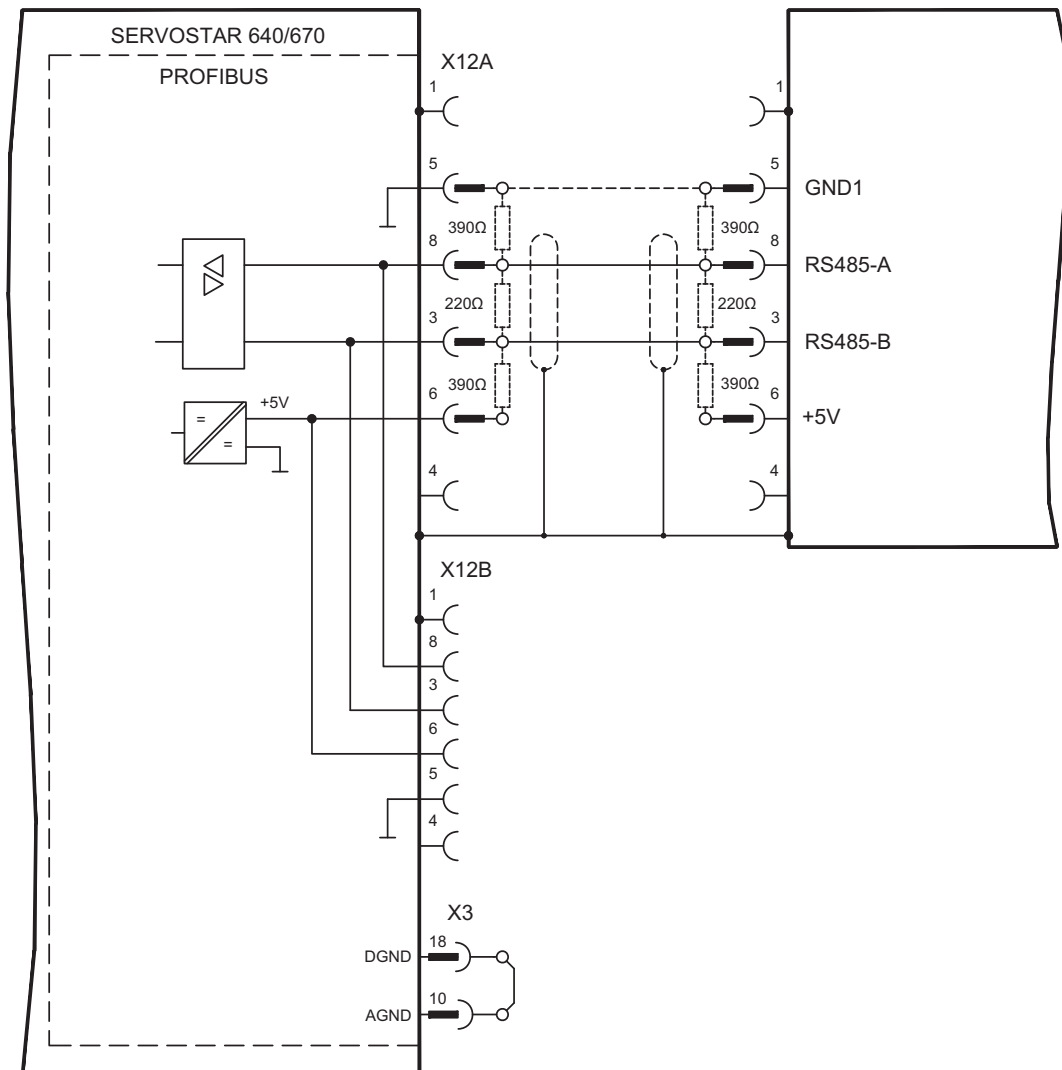 SERVOSTAR 640/670
PROFIBUS
X12A
1
1
5
5
GND1
390Ω
390Ω
8
8
RS485-A
220Ω
220Ω
3
3
RS485-B
390Ω
390Ω
6
6
+5V
+5V
=
=
4
4
X12B
1
8
3
6
5
4
X3
DGND
18
AGND
10